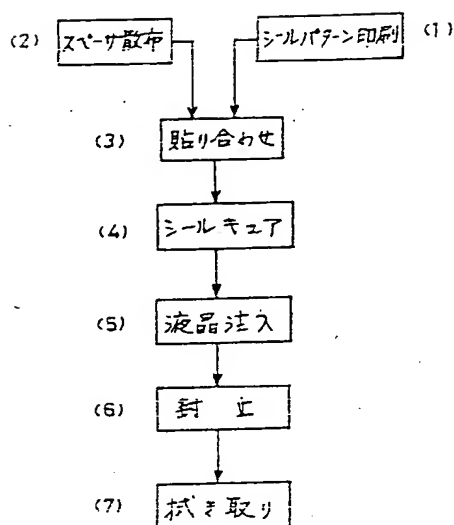 (2) スペーサ散布 シールパターン印刷 (1)
(3) 貼り合わせ
(4) シールキュア
(5) 液晶注入
(6) 封止
(7) 拭き取り